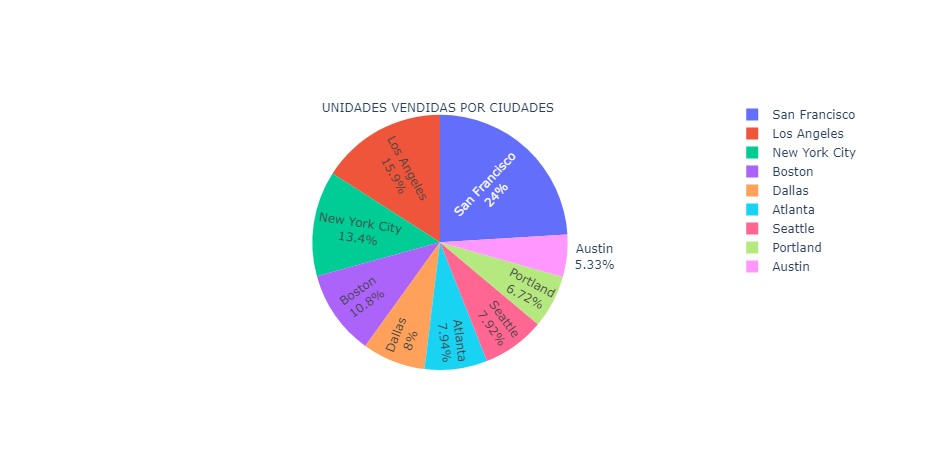 UNIDADES VENDIDAS POR CIUDADES
San Francisco
24%
Los Angeles
15.9%
New York City
13.4%
Boston
10.8%
Dallas
8%
Atlanta
7.94%
Seattle
7.92%
Portland
6.72%
Austin
5.33%
San Francisco
Los Angeles
New York City
Boston
Dallas
Atlanta
Seattle
Portland
Austin